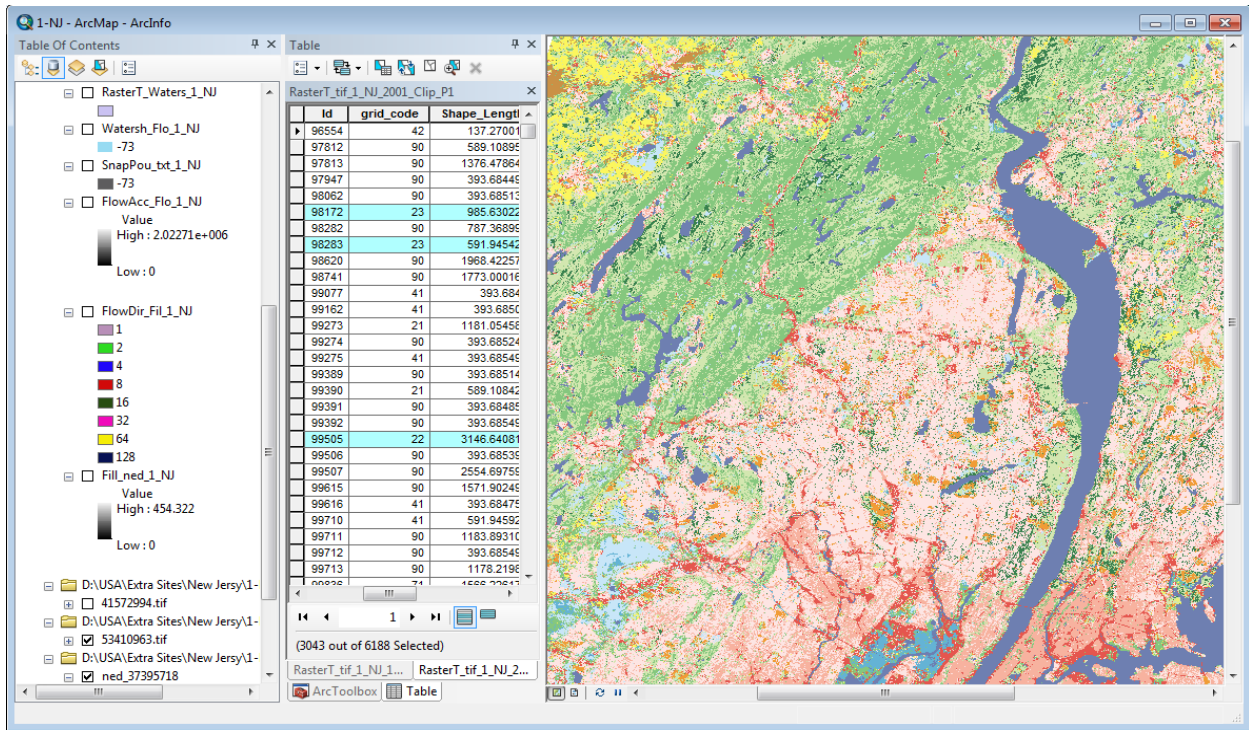 1-NJ - ArcMap - ArcInfo
Table Of Contents
RasterT_Waters_1_NJ
Watersh_Flo_1_NJ
-73
SnapPou_txt_1_NJ
-73
FlowAcc_Flo_1_NJ
Value
High : 2.02271e+006
Low : 0
FlowDir_Fil_1_NJ
1
2
4
8
16
32
64
128
Fill_ned_1_NJ
Value
High : 454.322
Low : 0
D:\USA\Extra Sites\New Jersy\1-
41572994.tif
D:\USA\Extra Sites\New Jersy\1-
53410963.tif
D:\USA\Extra Sites\New Jersy\1-
ned_37395718
Table
RasterT_tif_1_NJ_2001_Clip_P1
Id grid_code Shape_Lengt
96554 42 137.27001
97812 90 589.10895
97813 90 1376.47864
97947 90 393.68449
98062 90 393.68513
98172 23 985.63022
98282 90 787.36899
98283 23 591.94542
98620 90 1968.42257
98741 90 1773.00016
99077 41 393.684
99162 41 393.6850
99273 21 1181.05458
99274 90 393.68524
99275 41 393.68549
99389 90 393.68514
99390 21 589.10842
99391 90 393.68485
99392 90 393.68549
99505 22 3146.64081
99506 90 393.68539
99507 90 2554.69759
99615 90 1571.90249
99616 41 393.68475
99710 41 591.94592
99711 90 1183.89310
99712 90 393.68549
99713 90 1178.2198
1
(3043 out of 6188 Selected)
RasterT_tif_1_NJ_1... RasterT_tif_1_NJ_2...
ArcToolbox Table